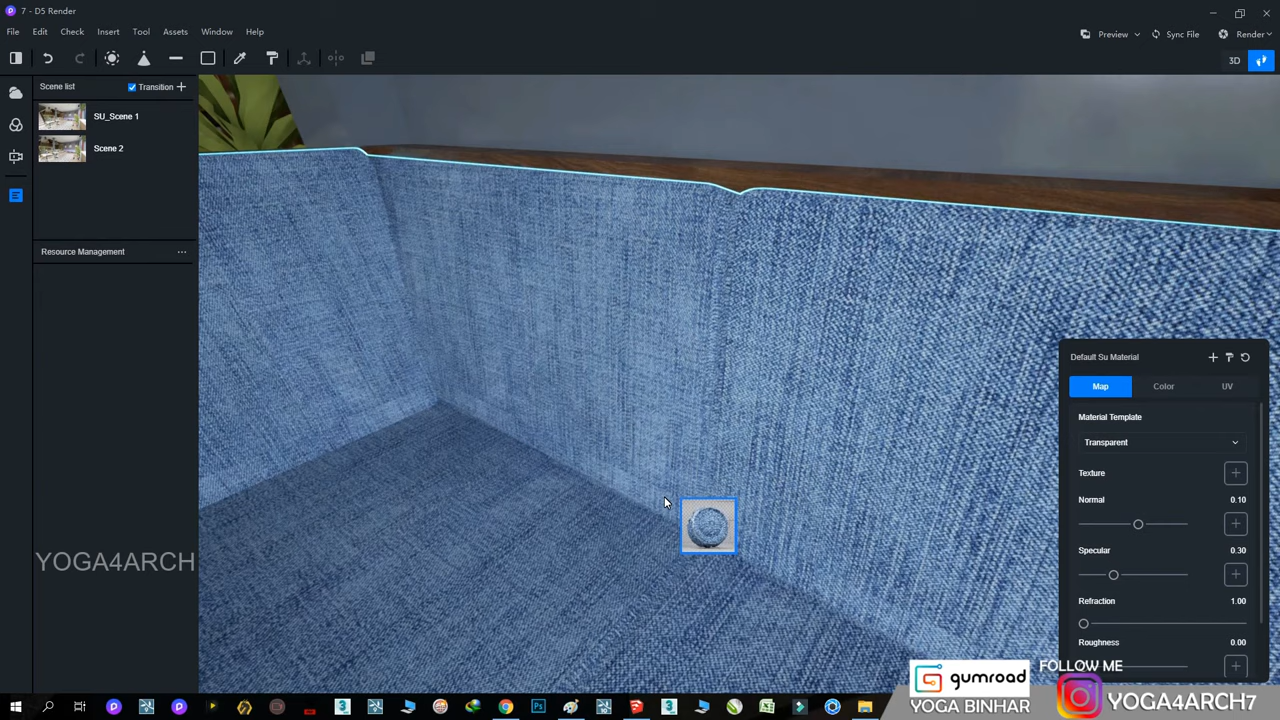 7 - D5 Render
File Edit Check Insert Tool Assets Window Help
Preview Sync File Render
3D
Scene list Transition
SU_Scene 1
Scene 2
Resource Management ...
Default Su Material
Map Color UV
Material Template
Transparent
Texture
Normal 0.10
Specular 0.30
Refraction 1.00
Roughness 0.00
YOGA4ARCH
gumroad
YOGA BINHAR
FOLLOW ME
YOGA4ARCH7